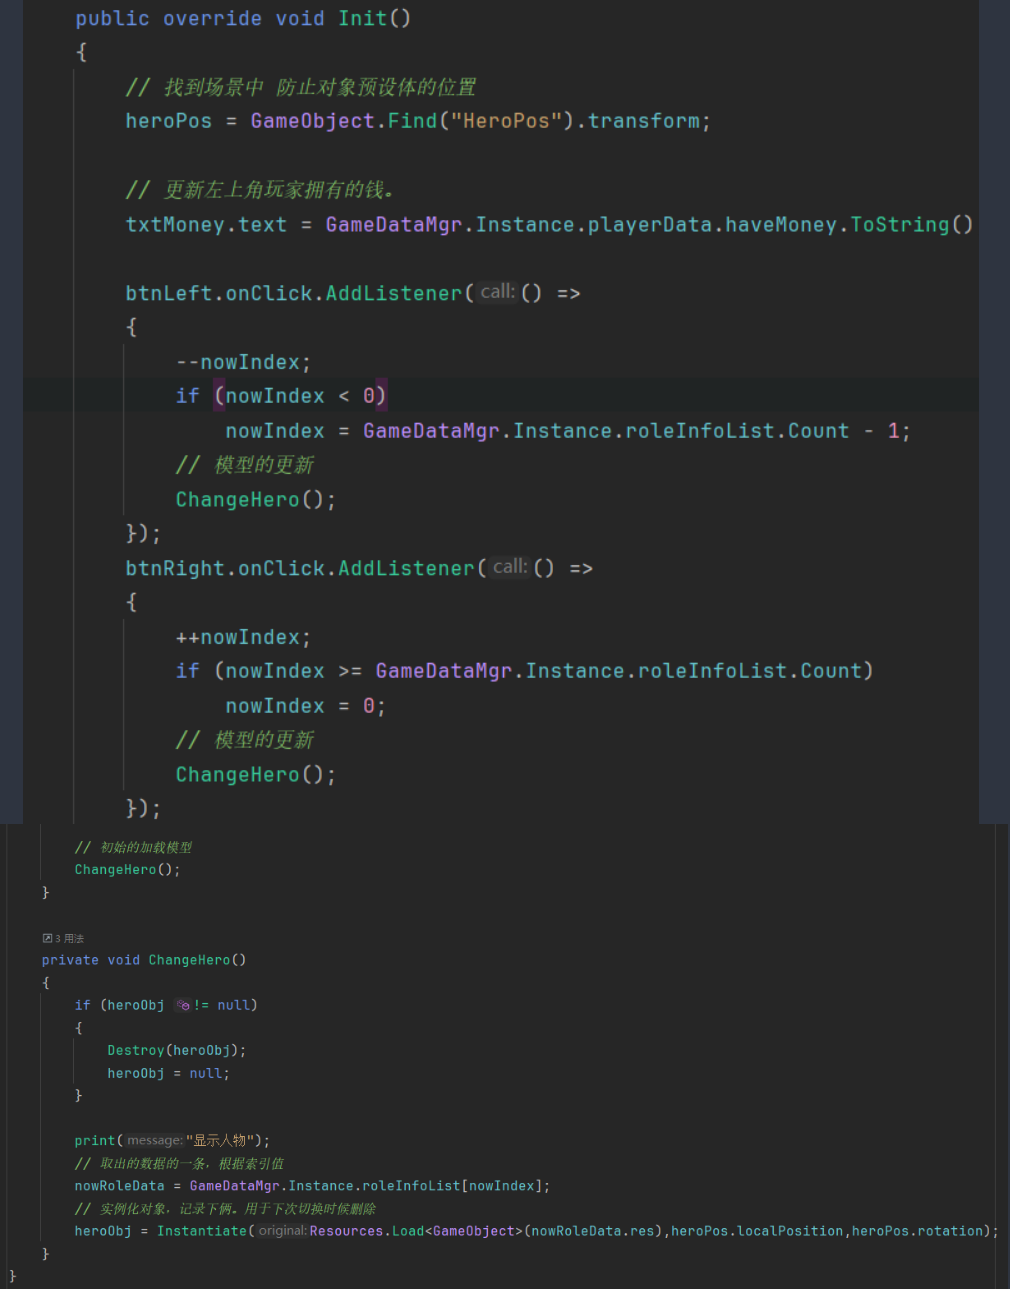 public override void Init()
{
// 找到场景中 防止对象预设体的位置
heroPos = GameObject.Find("HeroPos").transform;
// 更新左上角玩家拥有的钱。
txtMoney.text = GameDataMgr.Instance.playerData.haveMoney.ToString()
btnLeft.onClick.AddListener(call:() =>
{
--nowIndex;
if (nowIndex < 0)
nowIndex = GameDataMgr.Instance.roleInfoList.Count - 1;
// 模型的更新
ChangeHero();
});
btnRight.onClick.AddListener(call:() =>
{
++nowIndex;
if (nowIndex >= GameDataMgr.Instance.roleInfoList.Count)
nowIndex = 0;
// 模型的更新
ChangeHero();
});
// 初始的加载模型
ChangeHero();
}
3 用法
private void ChangeHero()
{
if (heroObj != null)
{
Destroy(heroObj);
heroObj = null;
}
print(message:"显示人物");
// 取出的数据的一条，根据索引值
nowRoleData = GameDataMgr.Instance.roleInfoList[nowIndex];
// 实例化对象，记录下俩。用于下次切换时候删除
heroObj = Instantiate(original:Resources.Load<GameObject>(nowRoleData.res),heroPos.localPosition,heroPos.rotation);
}
}